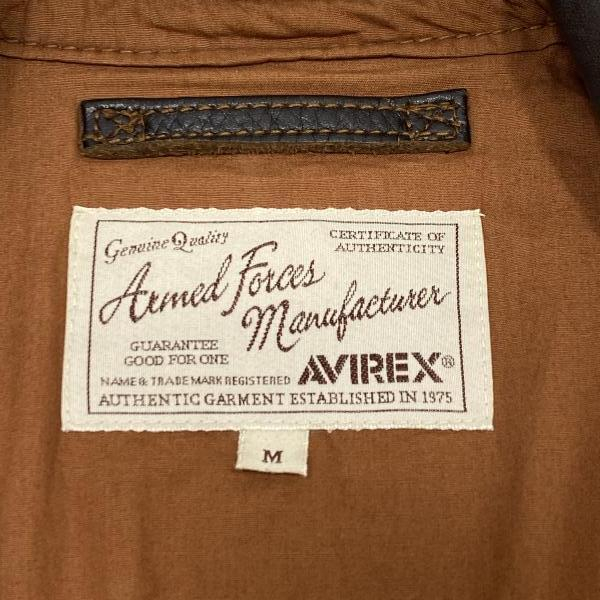 Genuine Quality
CERTIFICATE OF
AUTHENTICITY
Armed Forces
Manufacturer
GUARANTEE
GOOD FOR ONE
NAME & TRADE MARK REGISTERED
AVIREX®
AUTHENTIC GARMENT ESTABLISHED IN 1975
M